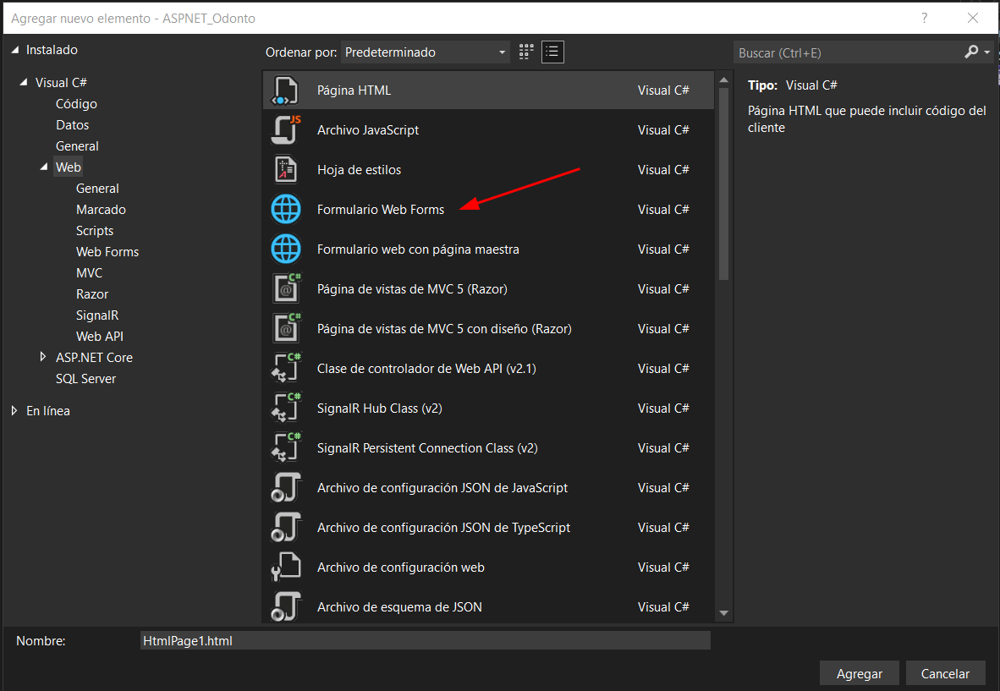 Agregar nuevo elemento - ASPNET_Odonto
?
Instalado
Visual C#
Código
Datos
General
Web
General
Marcado
Scripts
Web Forms
MVC
Razor
SignalR
Web API
ASP.NET Core
SQL Server
En línea
Ordenar por: Predeterminado
Página HTML Visual C#
Archivo JavaScript Visual C#
Hoja de estilos Visual C#
Formulario Web Forms Visual C#
Formulario web con página maestra Visual C#
Página de vistas de MVC 5 (Razor) Visual C#
Página de vistas de MVC 5 con diseño (Razor) Visual C#
Clase de controlador de Web API (v2.1) Visual C#
SignalR Hub Class (v2) Visual C#
SignalR Persistent Connection Class (v2) Visual C#
Archivo de configuración JSON de JavaScript Visual C#
Archivo de configuración JSON de TypeScript Visual C#
Archivo de configuración web Visual C#
Archivo de esquema de JSON Visual C#
Buscar (Ctrl+E)
Tipo: Visual C#
Página HTML que puede incluir código del
cliente
Nombre: HtmlPage1.html
Agregar Cancelar